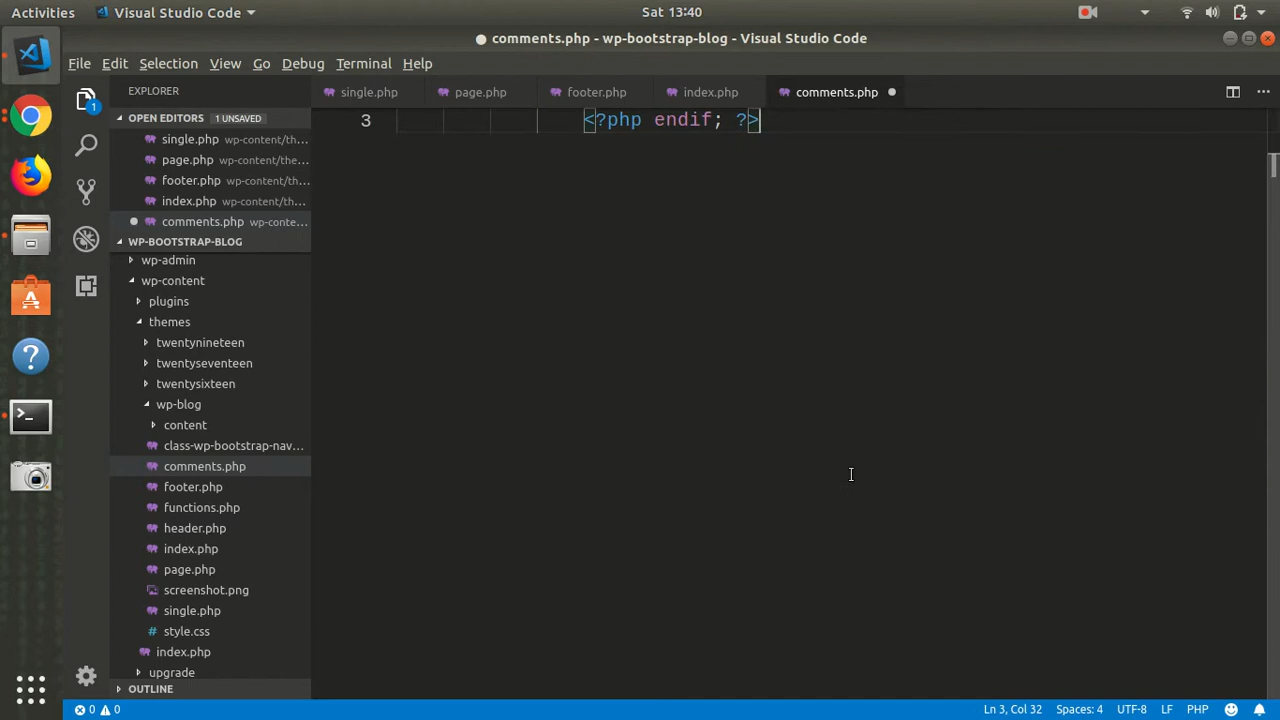 Activities
Visual Studio Code
Sat 13:40
comments.php - wp-bootstrap-blog - Visual Studio Code
File Edit Selection View Go Debug Terminal Help
EXPLORER
single.php
page.php
footer.php
index.php
comments.php
OPEN EDITORS 1 UNSAVED
single.php wp-content/th...
page.php wp-content/the...
footer.php wp-content/th...
index.php wp-content/th...
comments.php wp-conte...
WP-BOOTSTRAP-BLOG
wp-admin
wp-content
plugins
themes
twentynineteen
twentyseventeen
twentysixteen
wp-blog
content
class-wp-bootstrap-nav...
comments.php
footer.php
functions.php
header.php
index.php
page.php
screenshot.png
single.php
style.css
index.php
upgrade
OUTLINE
1
3 <?php endif; ?>
0 0
Ln 3, Col 32 Spaces: 4 UTF-8 LF PHP